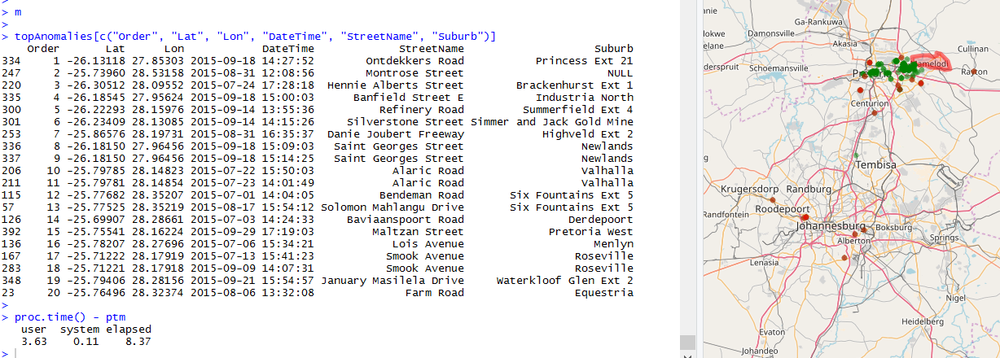 > m
>
> topAnomalies[c("Order", "Lat", "Lon", "DateTime", "StreetName", "Suburb")]
Order Lat Lon DateTime StreetName Suburb
334 1 -26.13118 27.85303 2015-09-18 14:27:52 Ontdekkers Road Princess Ext 21
247 2 -25.73960 28.53158 2015-08-31 12:08:56 Montrose Street NULL
220 3 -26.30512 28.09552 2015-07-24 17:28:18 Hennie Alberts Street Brackenhurst Ext 1
335 4 -26.18545 27.95624 2015-09-18 15:00:03 Banfield Street E Industria North
300 5 -26.22293 28.15976 2015-09-14 13:55:36 Refinery Road Summerfield Ext 4
301 6 -26.23409 28.13085 2015-09-14 14:15:26 Silverstone Street Simmer and Jack Gold Mine
253 7 -25.86576 28.19731 2015-08-31 16:35:37 Danie Joubert Freeway Highveld Ext 2
336 8 -26.18150 27.96456 2015-09-18 15:09:03 Saint Georges Street Newlands
337 9 -26.18150 27.96456 2015-09-18 15:14:25 Saint Georges Street Newlands
206 10 -25.79785 28.14823 2015-07-22 15:50:03 Alaric Road Valhalla
211 11 -25.79781 28.14854 2015-07-23 14:01:49 Alaric Road Valhalla
115 12 -25.77682 28.35207 2015-07-01 14:04:05 Bendeman Road Six Fountains Ext 5
57 13 -25.77525 28.35219 2015-08-17 15:54:12 Solomon Mahlangu Drive Six Fountains Ext 5
126 14 -25.69907 28.28661 2015-07-03 14:24:33 Baviaanspoort Road Derdepoort
392 15 -25.75541 28.16224 2015-09-29 17:19:03 Maltzan Street Pretoria West
136 16 -25.78207 28.27696 2015-07-06 15:34:21 Lois Avenue Menlyn
167 17 -25.71222 28.17919 2015-07-13 15:41:23 Smook Avenue Roseville
283 18 -25.71221 28.17918 2015-09-09 14:07:31 Smook Avenue Roseville
348 19 -25.79406 28.28156 2015-09-21 15:54:57 January Masilela Drive Waterkloof Glen Ext 2
23 20 -25.76496 28.32374 2015-08-06 13:32:08 Farm Road Equestria
>
> proc.time() - ptm
user system elapsed
3.63 0.11 8.37
>
anie
Ga-Rankuwa
lokwe
Damonsville
elane
Akasia
Cullinan
derspruit
Schoemansville
amelodi
Rayton
Centurion
Tembisa
Krugersdorp
Randburg
Randfontein
Roodepoort
Johannesburg
Boksburg
Alberton
Springs
Lenasia
Nigel
Heidelberg
Evaton
Johandeo